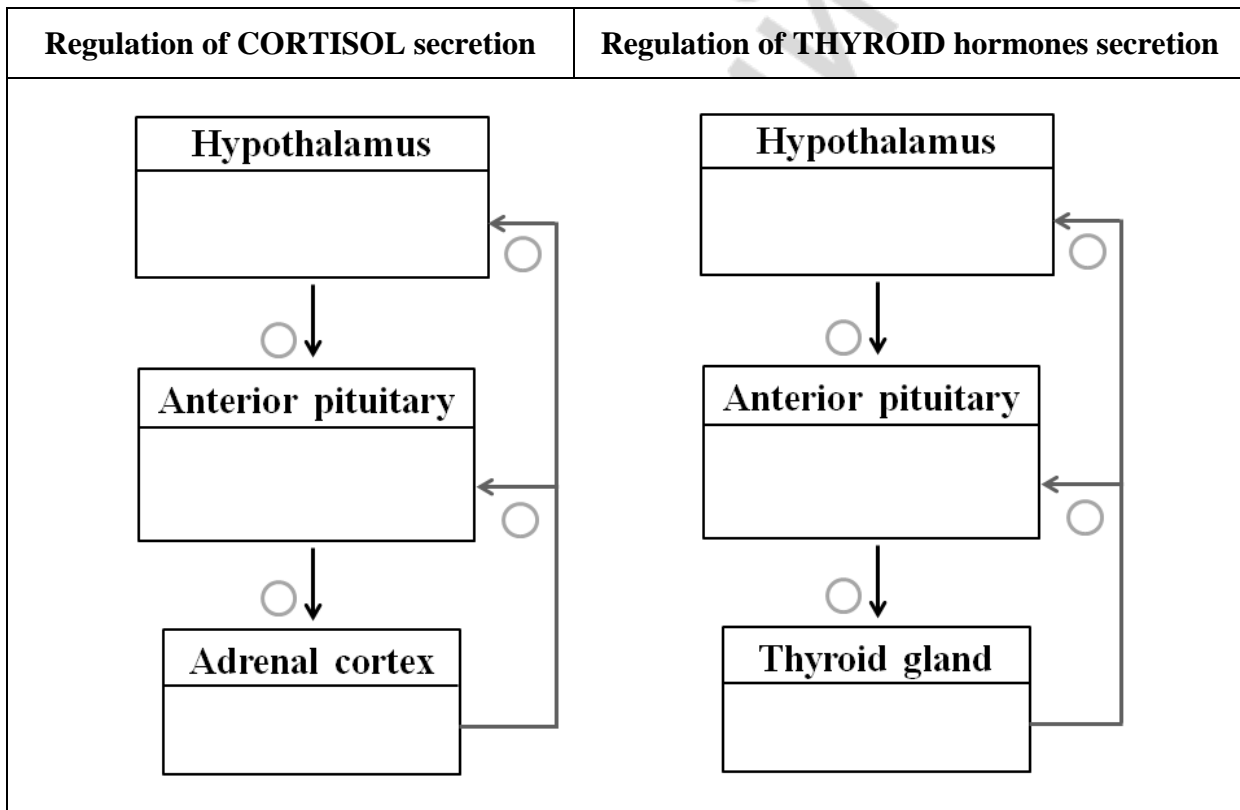 Regulation of CORTISOL secretion
Regulation of THYROID hormones secretion
Hypothalamus
Anterior pituitary
Adrenal cortex
Hypothalamus
Anterior pituitary
Thyroid gland